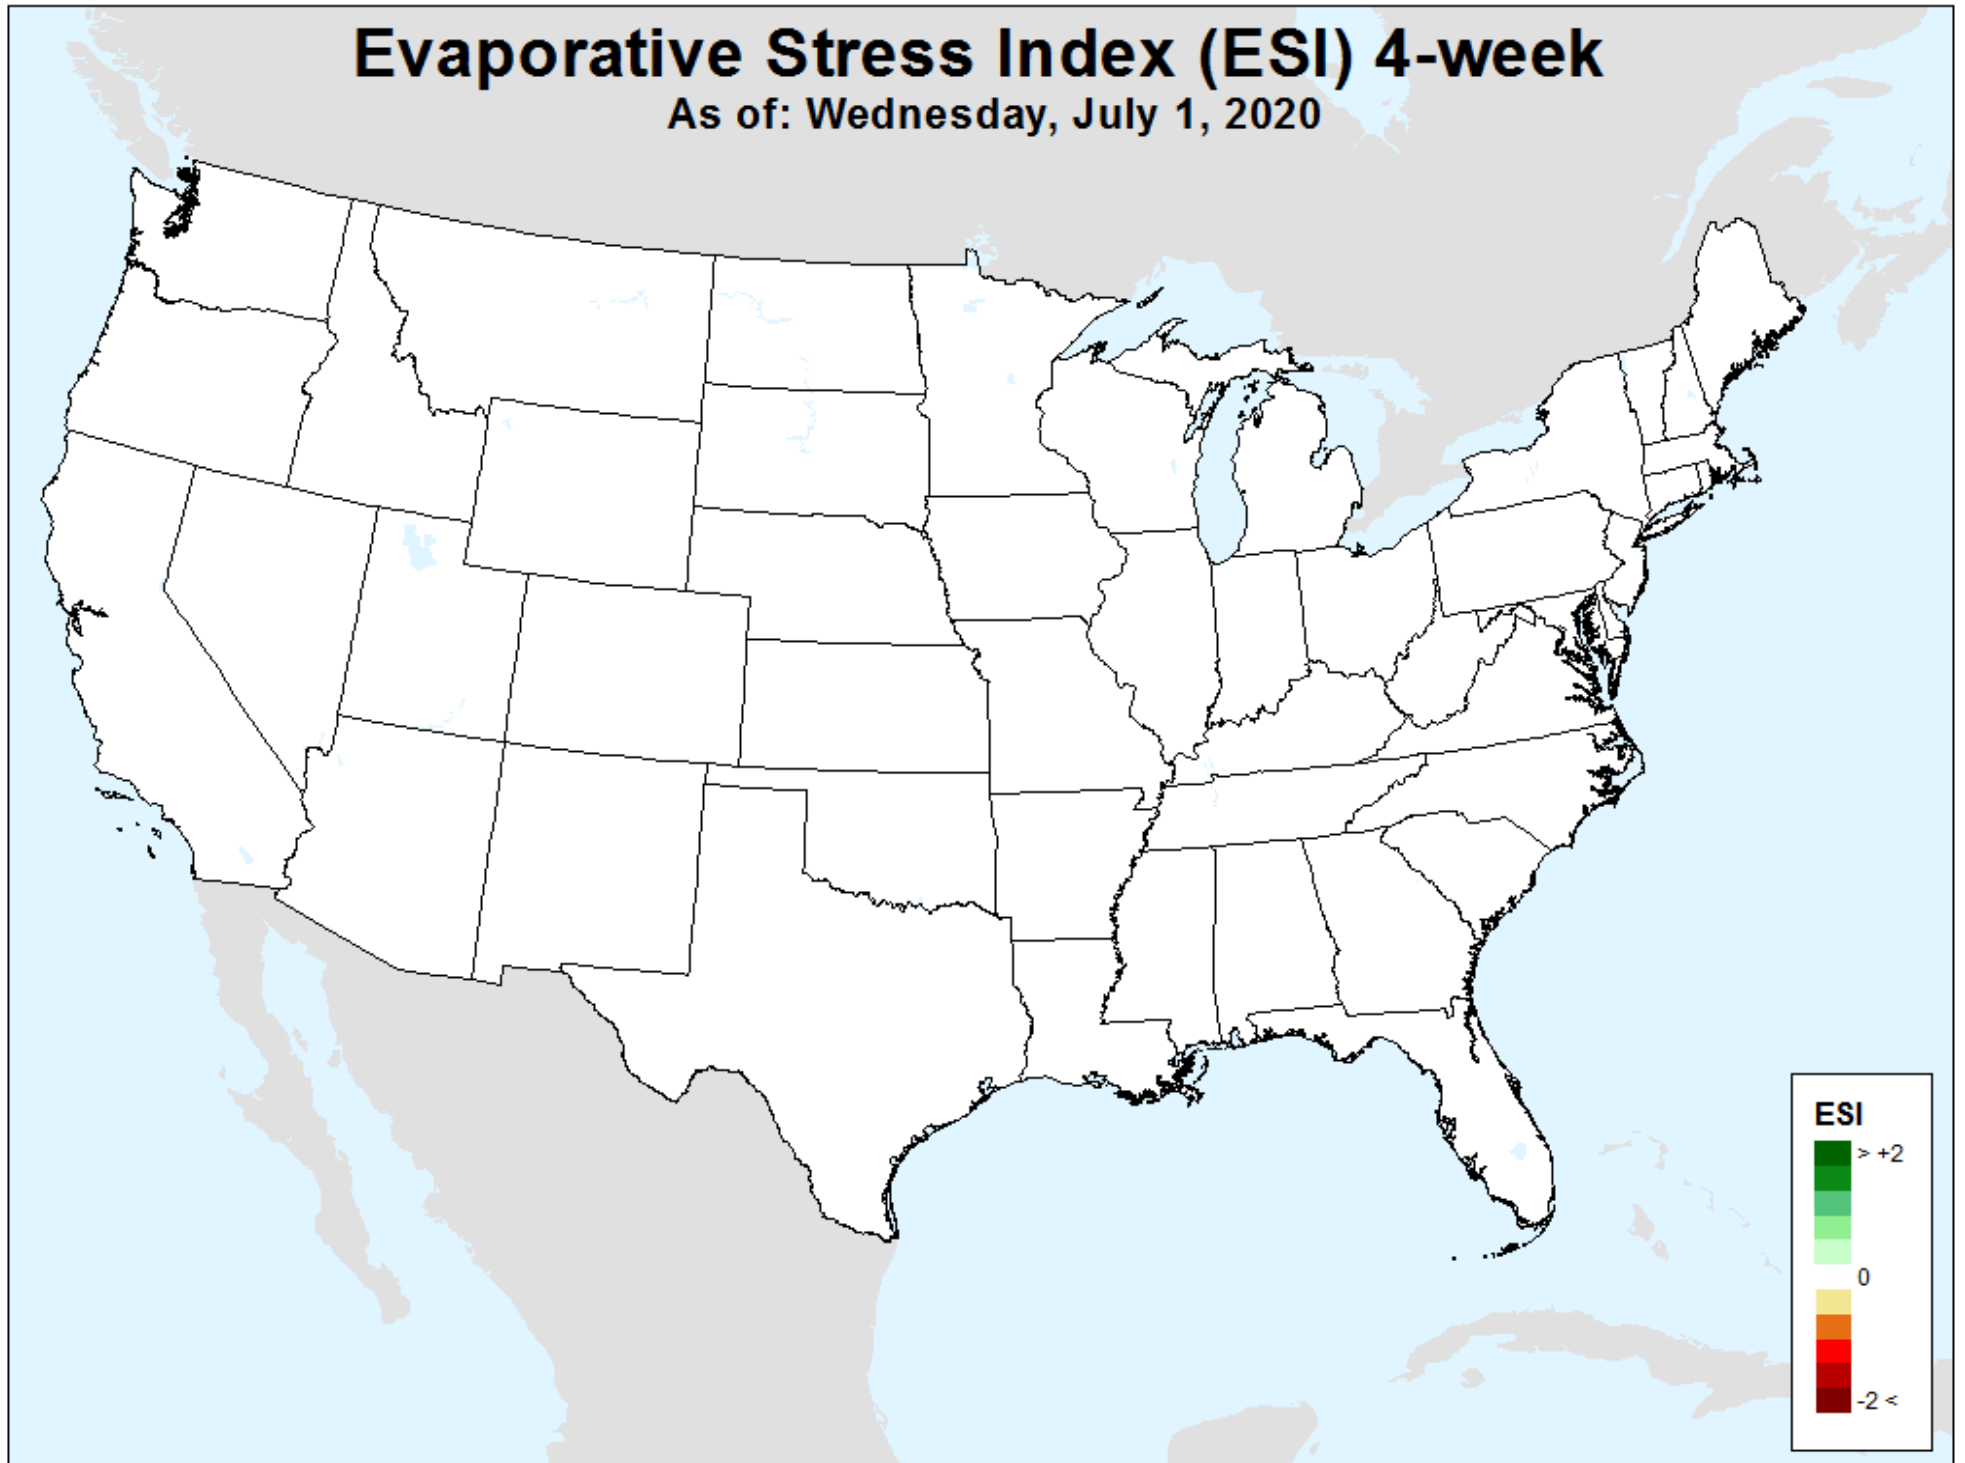 Evaporative Stress Index (ESI) 4-week
As of: Wednesday, July 1, 2020
ESI
> +2
0
-2 <